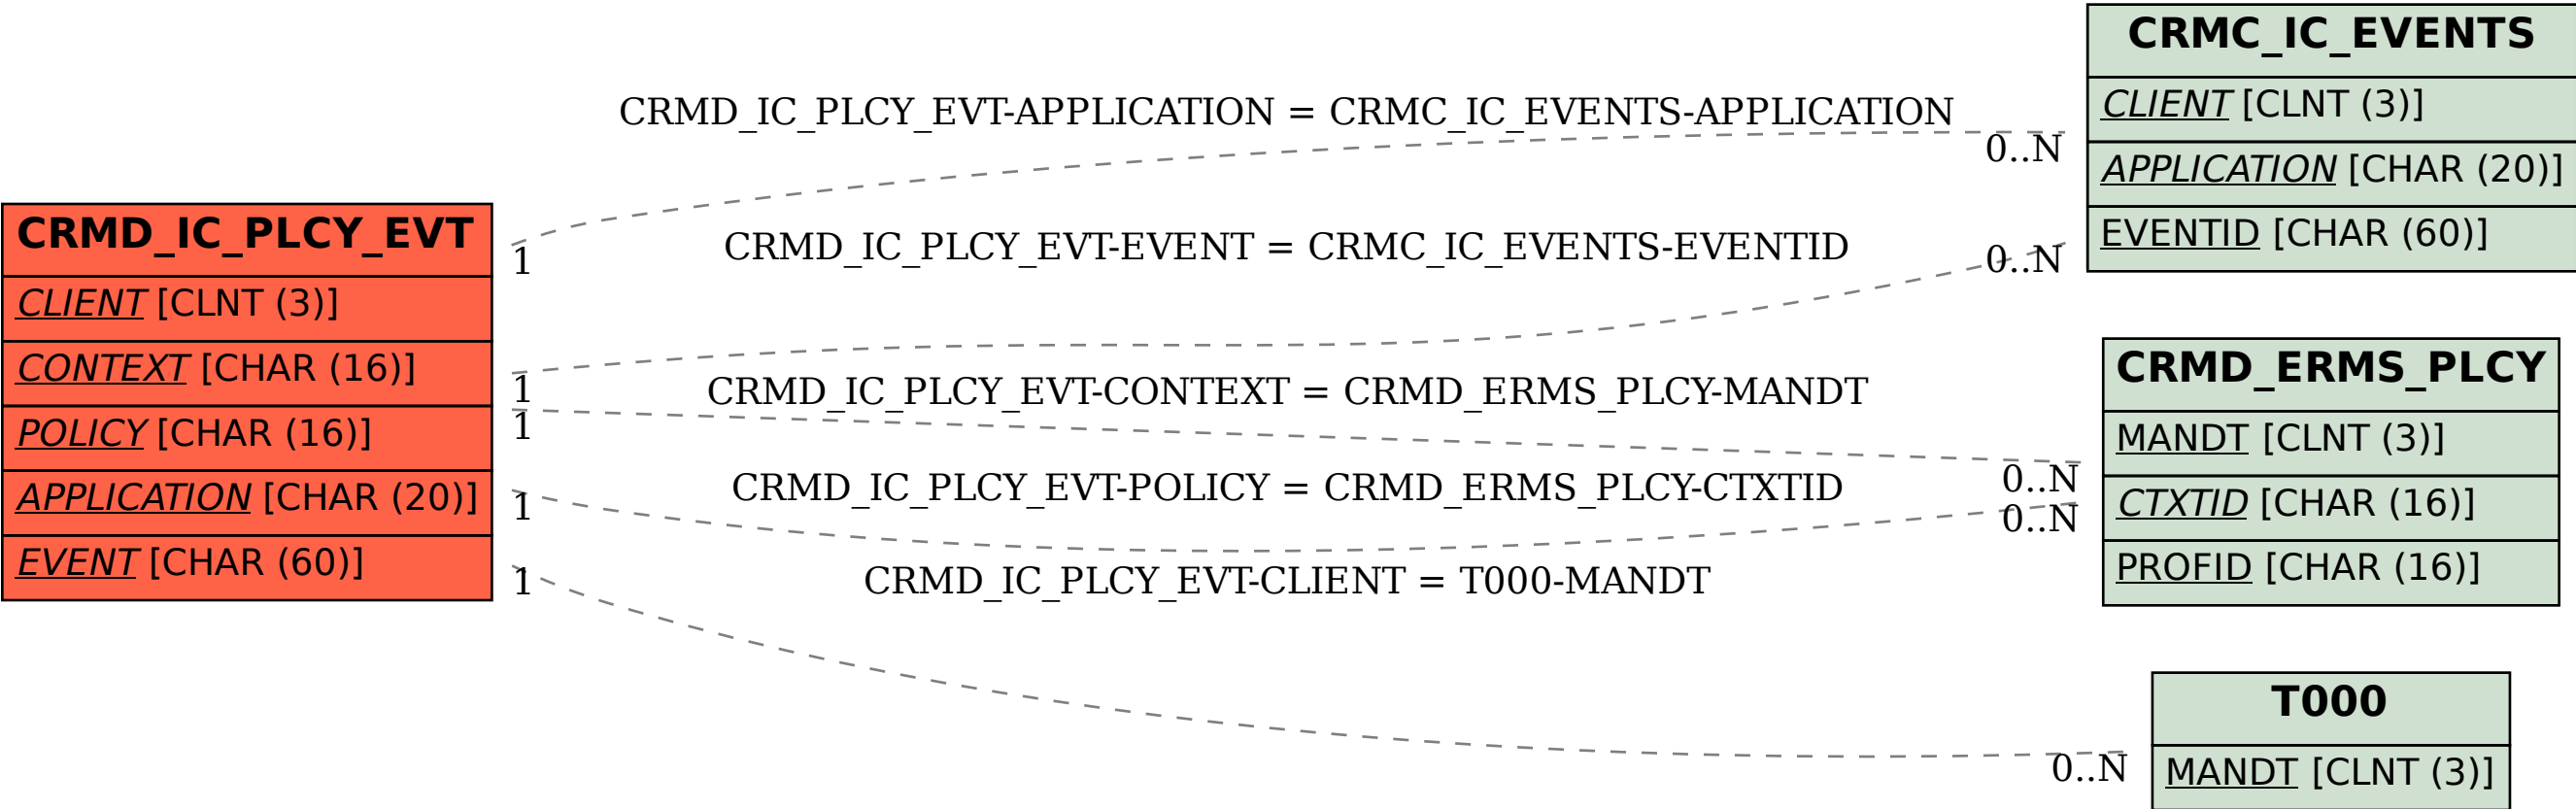 CRMD_IC_PLCY_EVT
CLIENT [CLNT (3)]
CONTEXT [CHAR (16)]
POLICY [CHAR (16)]
APPLICATION [CHAR (20)]
EVENT [CHAR (60)]
CRMD_IC_PLCY_EVT-APPLICATION = CRMC_IC_EVENTS-APPLICATION
0..N
1
CRMD_IC_PLCY_EVT-EVENT = CRMC_IC_EVENTS-EVENTID
0..N
1
CRMD_IC_PLCY_EVT-CONTEXT = CRMD_ERMS_PLCY-MANDT
1
0..N
CRMD_IC_PLCY_EVT-POLICY = CRMD_ERMS_PLCY-CTXTID
1
0..N
CRMD_IC_PLCY_EVT-CLIENT = T000-MANDT
1
0..N
CRMC_IC_EVENTS
CLIENT [CLNT (3)]
APPLICATION [CHAR (20)]
EVENTID [CHAR (60)]
CRMD_ERMS_PLCY
MANDT [CLNT (3)]
CTXTID [CHAR (16)]
PROFID [CHAR (16)]
T000
MANDT [CLNT (3)]